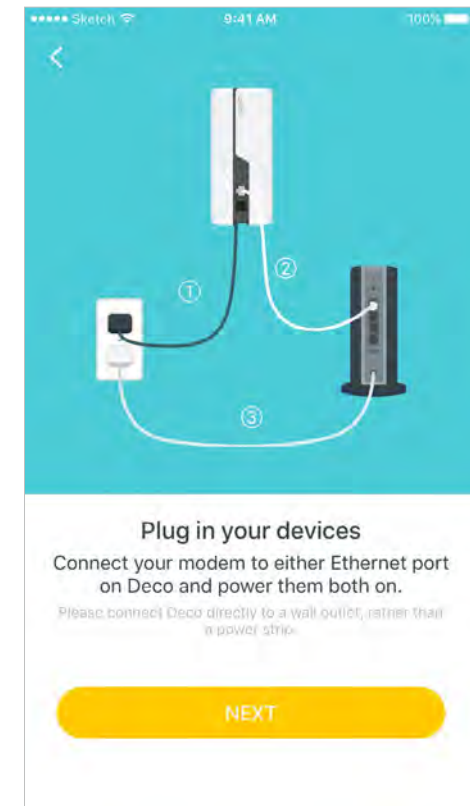 Sketch 9:41 AM 100%
①
②
③
Plug in your devices
Connect your modem to either Ethernet port
on Deco and power them both on.
Please connect Deco directly to a wall outlet, rather than
a power strip.
NEXT